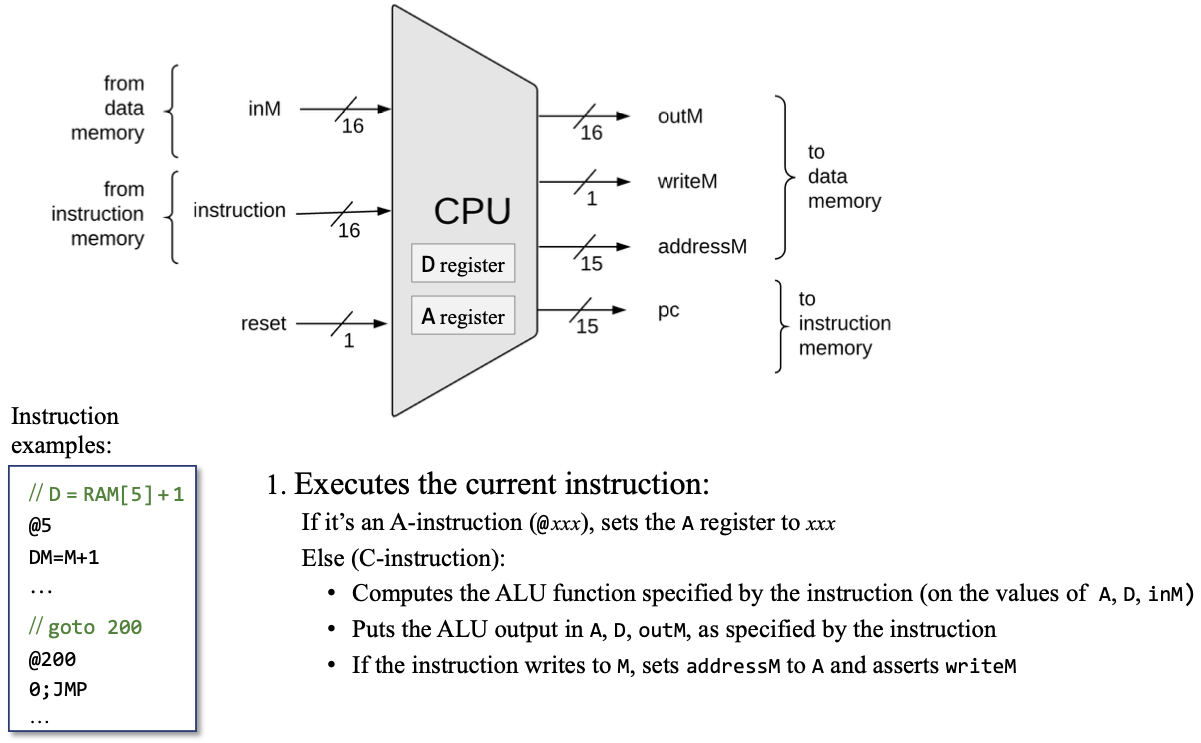 from
data
memory
inM
16
from
instruction
memory
instruction
16
reset
1
CPU
D register
A register
16
outM
1
writeM
15
addressM
15
pc
to
data
memory
to
instruction
memory
Instruction
examples:
// D = RAM[5]+1
@5
DM=M+1
...
// goto 200
@200
0;JMP
...
1. Executes the current instruction:
If it’s an A-instruction (@xxx), sets the A register to xxx
Else (C-instruction):
• Computes the ALU function specified by the instruction (on the values of A, D, inM)
• Puts the ALU output in A, D, outM, as specified by the instruction
• If the instruction writes to M, sets addressM to A and asserts writeM